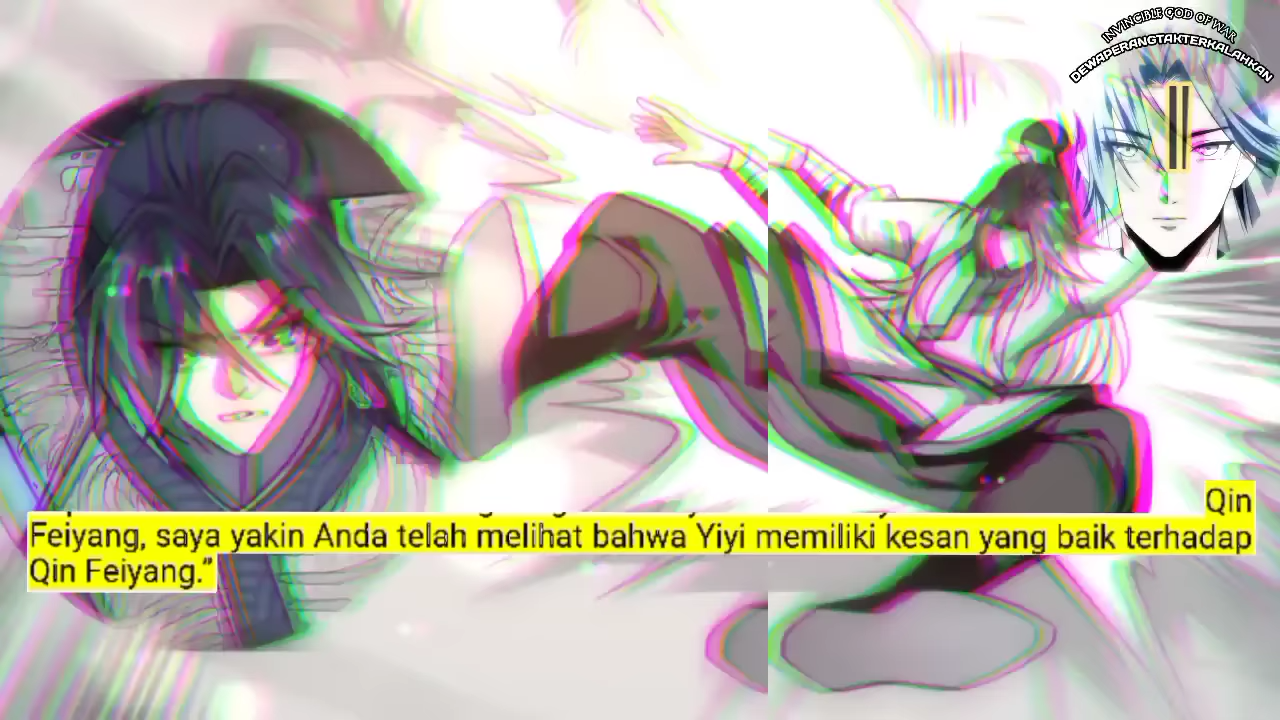 INVINCIBLE GOD OF WAR
DEWAPERANGTAKTERKALAHKAN
Qin
Feiyang, saya yakin Anda telah melihat bahwa Yiyi memiliki kesan yang baik terhadap
Qin Feiyang.”